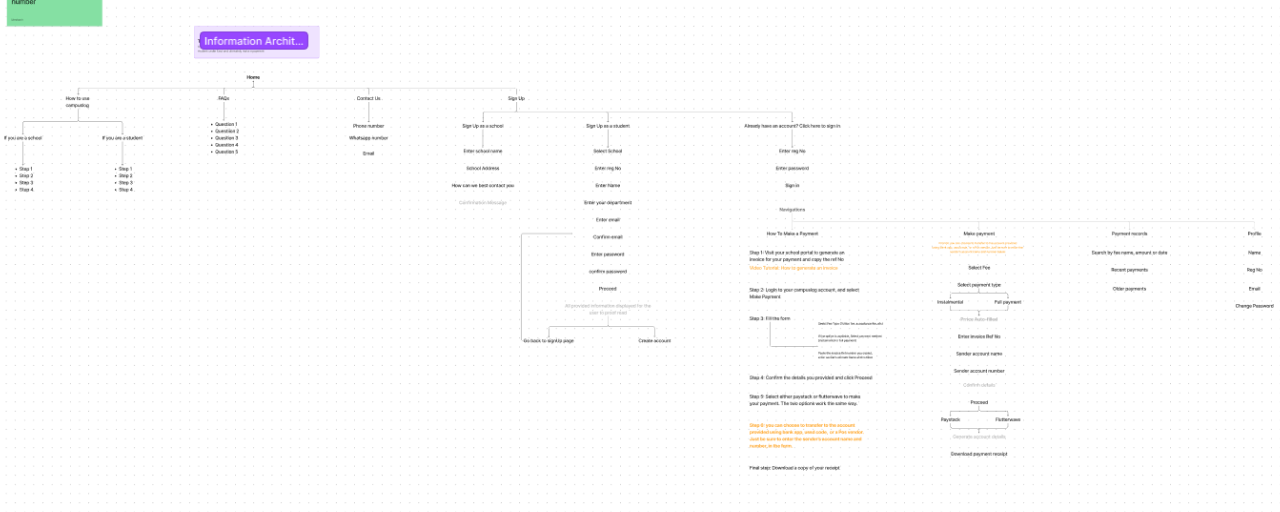 number
Information Archit...
Home
How to use
compuslog
FAQs
Contact Us
Sign Up
If you are a school
If you are a student
Step 1
Step 2
Step 3
Step 4
Step 1
Step 2
Step 3
Step 4
Question 1
Question 2
Question 3
Question 4
Question 5
Phone number
Whatsapp number
Email
Sign Up as a school
Enter school name
School Address
How can we best contact you
Confirmation Message
Sign Up as a student
Select School
Enter reg No
Enter Name
Enter your department
Enter email
Confirm email
Enter password
confirm password
Proceed
All provided information displayed for the
user to proof read
Go back to signUp page
Create account
Already have an account? Click here to sign in
Enter reg No
Enter password
Sign in
Navigations
How To Make a Payment
Step 1: Visit your school portal to generate an
invoice for your payment and copy the ref No
Video Tutorial: How to generate an invoice
Step 2: Login to your compuslog account, and select
Make Payment
Step 3: Fill the form
Step 4: Confirm the details you provided and click Proceed
Step 5: Select either paystack or flutterwave to make
your payment. The two options work the same way.
Step 6: you can choose to transfer to the account
provided using bank app, ussd code, or a Pos vendor
and be sure to enter the sender's account name and
number, in the form.
Final step: Download a copy of your receipt
Make payment
Select Fee
Select payment type
Instalmental
Full payment
Price Auto-filled
Enter invoice Ref No
Sender account name
Sender account number
Confirm details
Proceed
Paystack
Flutterwave
Generate account details
Download payment receipt
Payment records
Search by fee name, amount or date
Recent payments
Older payments
Profile
Name
Reg No
Email
Change Password